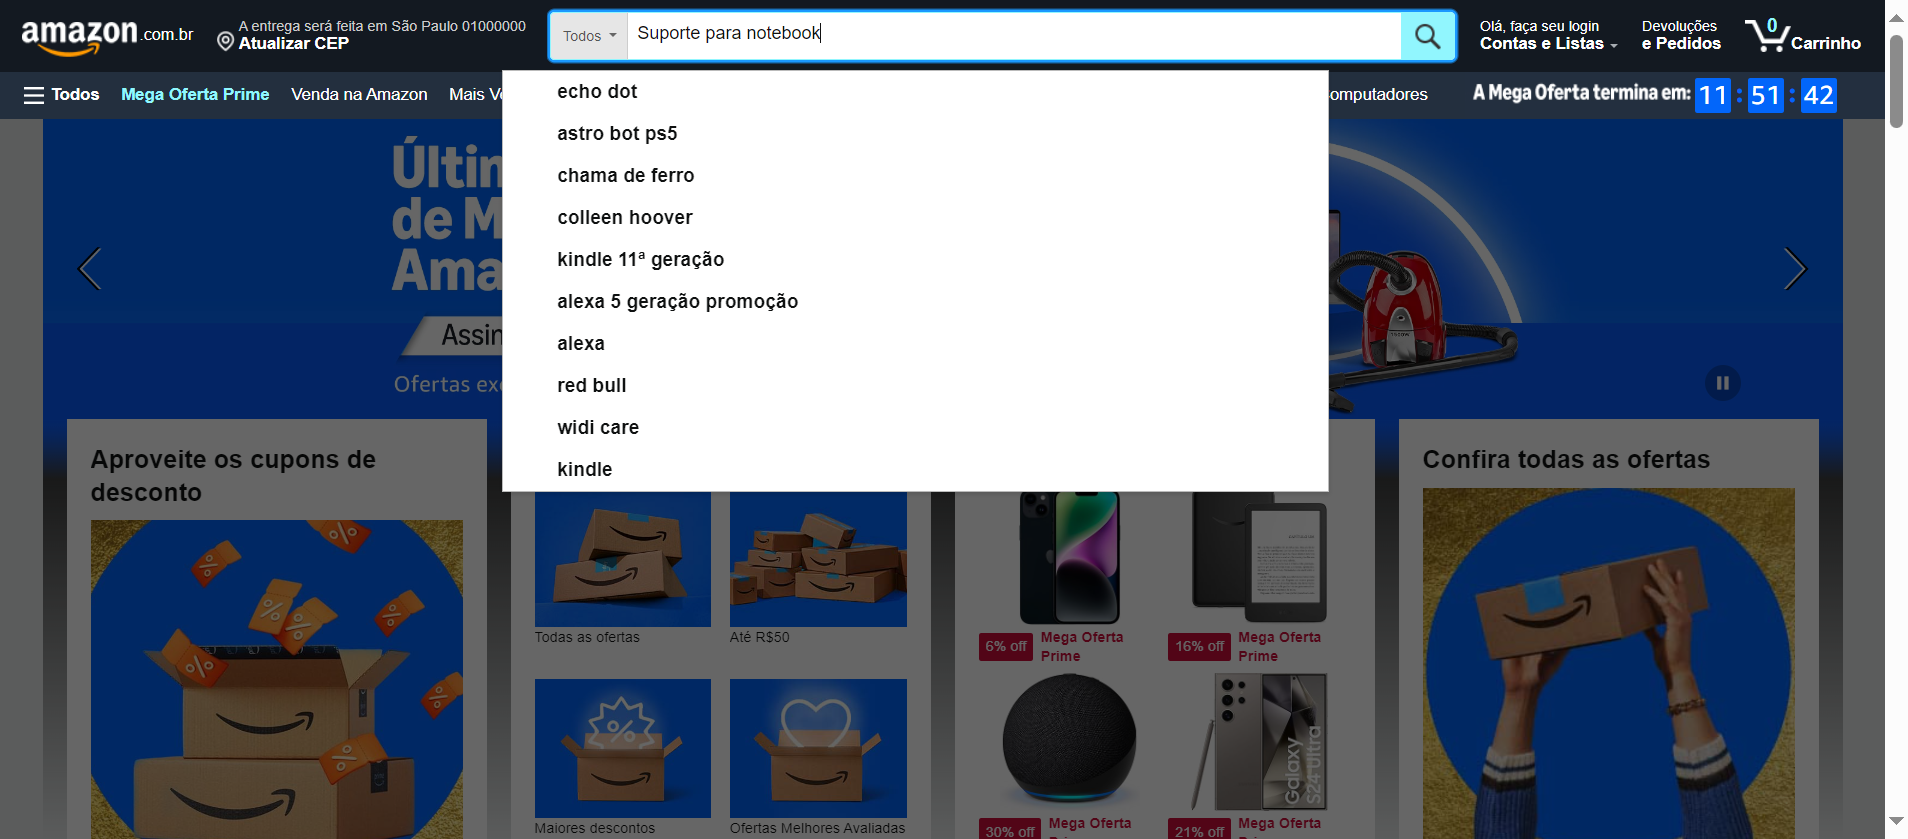 amazon.com.br
A entrega será feita em São Paulo 01000000
Atualizar CEP
Todos
Suporte para notebook
Olá, faça seu login
Contas e Listas
Devoluções
e Pedidos
0
Carrinho
Todos
Mega Oferta Prime
Venda na Amazon
Mais V
omputadores
A Mega Oferta termina em: 11 : 51 : 42
echo dot
astro bot ps5
chama de ferro
colleen hoover
kindle 11ª geração
alexa 5 geração promoção
alexa
red bull
widi care
kindle
Últin
de M
Ama
Assin
Ofertas ex
Aproveite os cupons de
desconto
Todas as ofertas
Até R$50
Maiores descontos
Ofertas Melhores Avaliadas
6% off
Mega Oferta
Prime
16% off
Mega Oferta
Prime
Galaxy
S24 Ultra
30% off
Mega Oferta
21% off
Mega Oferta
Confira todas as ofertas